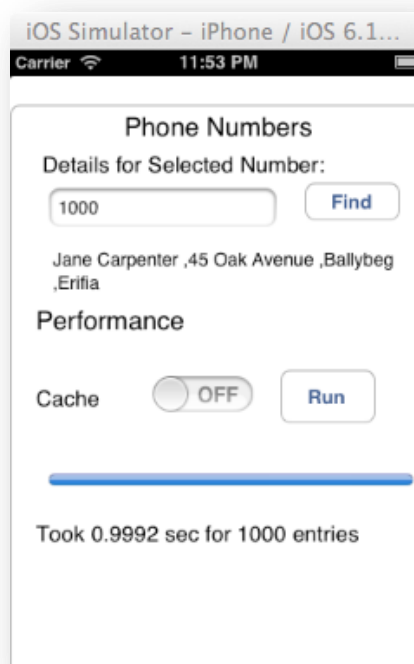 iOS Simulator – iPhone / iOS 6.1...
Carrier 11:53 PM
Phone Numbers
Details for Selected Number:
1000 Find
Jane Carpenter ,45 Oak Avenue ,Ballybeg
,Erifia
Performance
Cache OFF Run
Took 0.9992 sec for 1000 entries